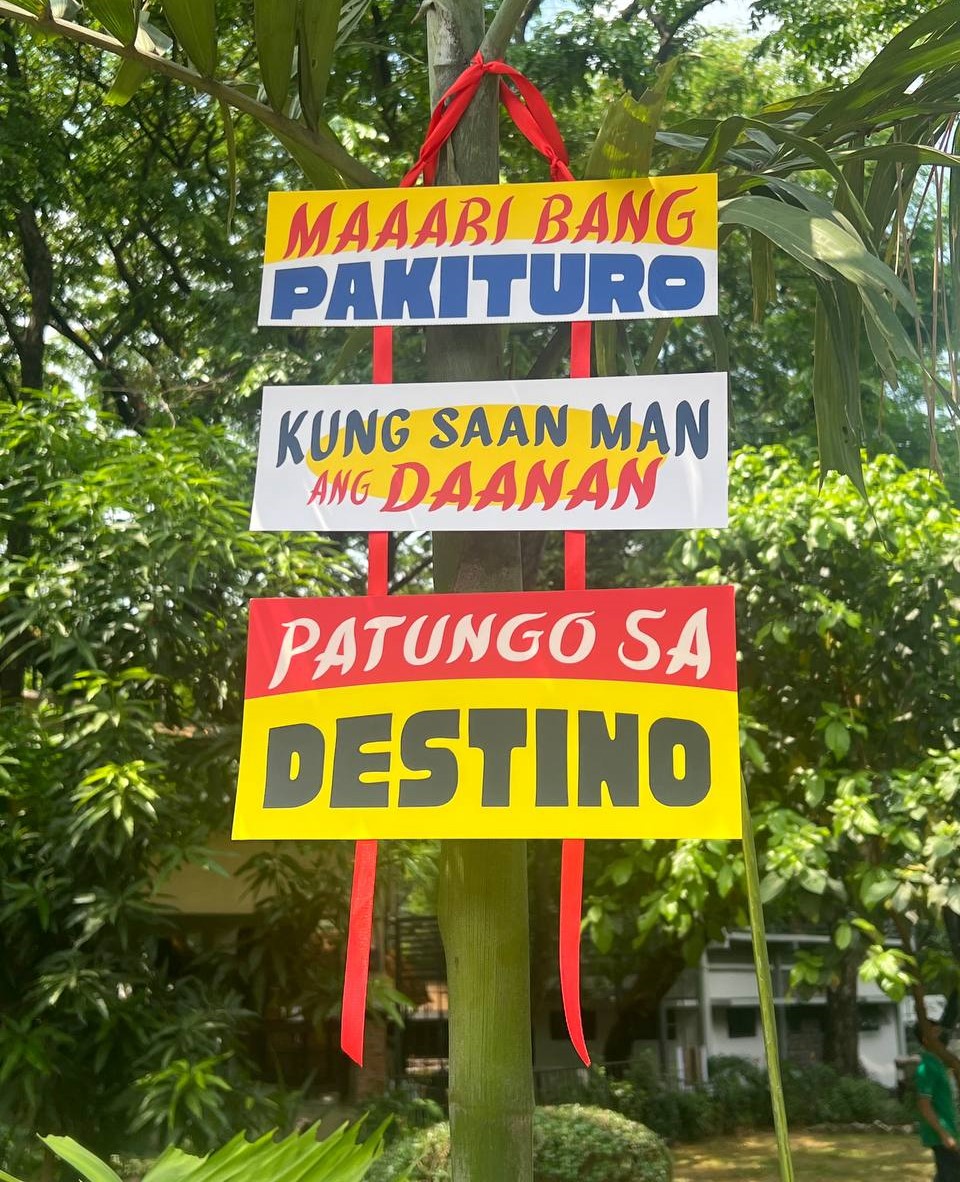 MAAARI BANG
PAKITURO
KUNG SAAN MAN
ANG DAANAN
PATUNGO SA
DESTINO